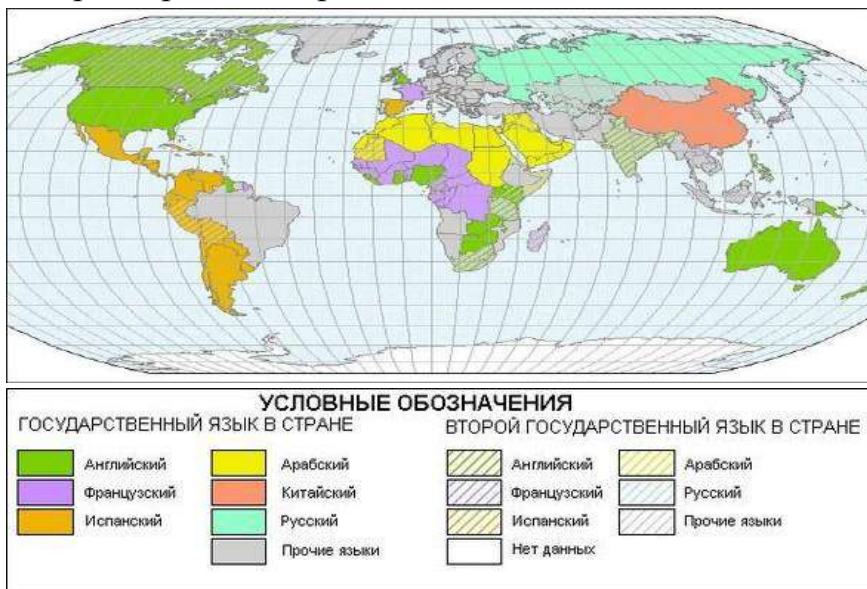 УСЛОВНЫЕ ОБОЗНАЧЕНИЯ
ГОСУДАРСТВЕННЫЙ ЯЗЫК В СТРАНЕ
Английский
Арабский
Французский
Китайский
Испанский
Русский
Прочие языки
ВТОРОЙ ГОСУДАРСТВЕННЫЙ ЯЗЫК В СТРАНЕ
Английский
Арабский
Французский
Русский
Испанский
Прочие языки
Нет данных